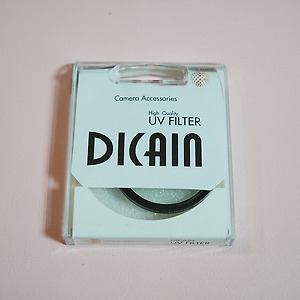 Camera Accessories
High Quality
UV FILTER
DICAIN
UV FILTER